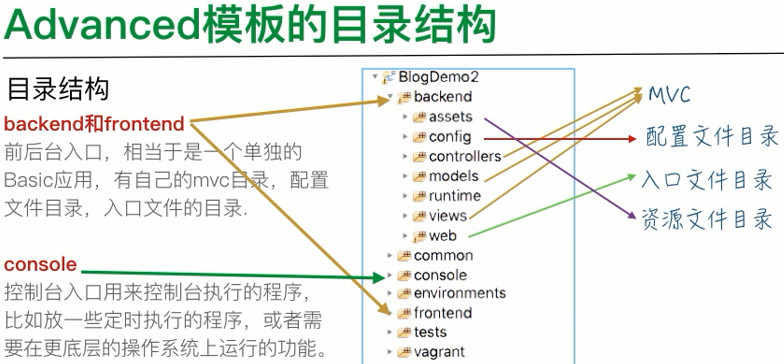 Advanced模板的目录结构
目录结构
backend和frontend
前后台入口，相当于是一个单独的
Basic应用，有自己的mvc目录，配置
文件目录，入口文件的目录.
console
控制台入口用来控制台执行的程序，
比如放一些定时执行的程序，或者需
要在更底层的操作系统上运行的功能。
BlogDemo2
backend
assets
config
controllers
models
runtime
views
web
common
console
environments
frontend
tests
vagrant
MVC
配置文件目录
入口文件目录
资源文件目录